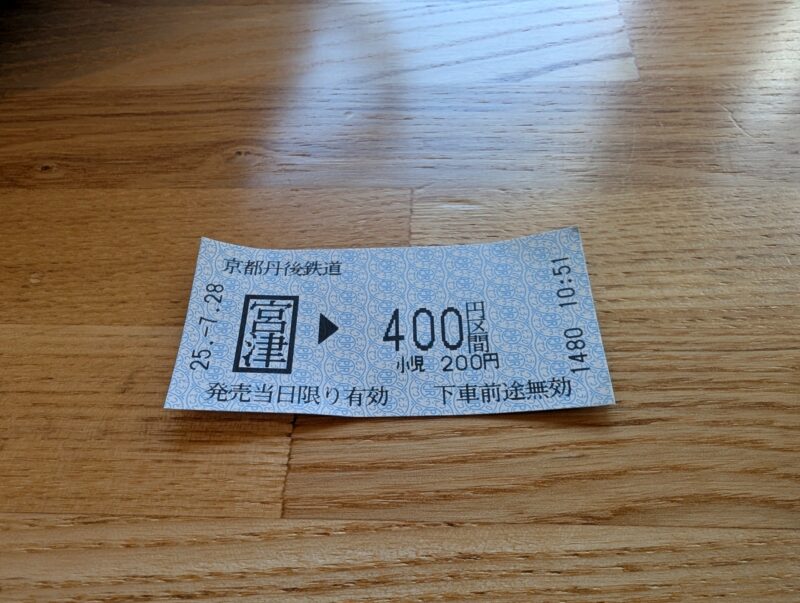 京都丹後鉄道
25.-7.28
宮津 ▶ 400円区間
小児 200円
発売当日限り有効 下車前途無効
1480 10:51